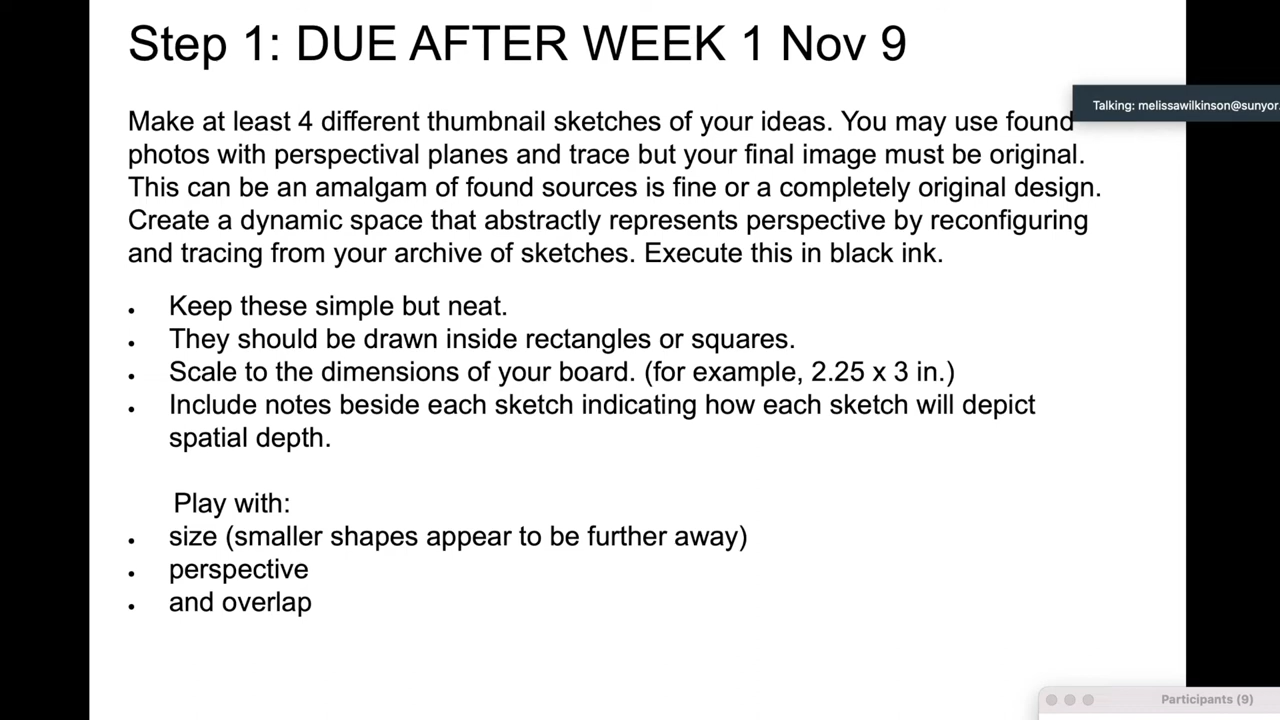 Step 1: DUE AFTER WEEK 1 Nov 9
Talking: melissawilkinson@sunyor
Make at least 4 different thumbnail sketches of your ideas. You may use found
photos with perspectival planes and trace but your final image must be original.
This can be an amalgam of found sources is fine or a completely original design.
Create a dynamic space that abstractly represents perspective by reconfiguring
and tracing from your archive of sketches. Execute this in black ink.
• Keep these simple but neat.
• They should be drawn inside rectangles or squares.
• Scale to the dimensions of your board. (for example, 2.25 x 3 in.)
• Include notes beside each sketch indicating how each sketch will depict
spatial depth.
Play with:
• size (smaller shapes appear to be further away)
• perspective
• and overlap
Participants (9)